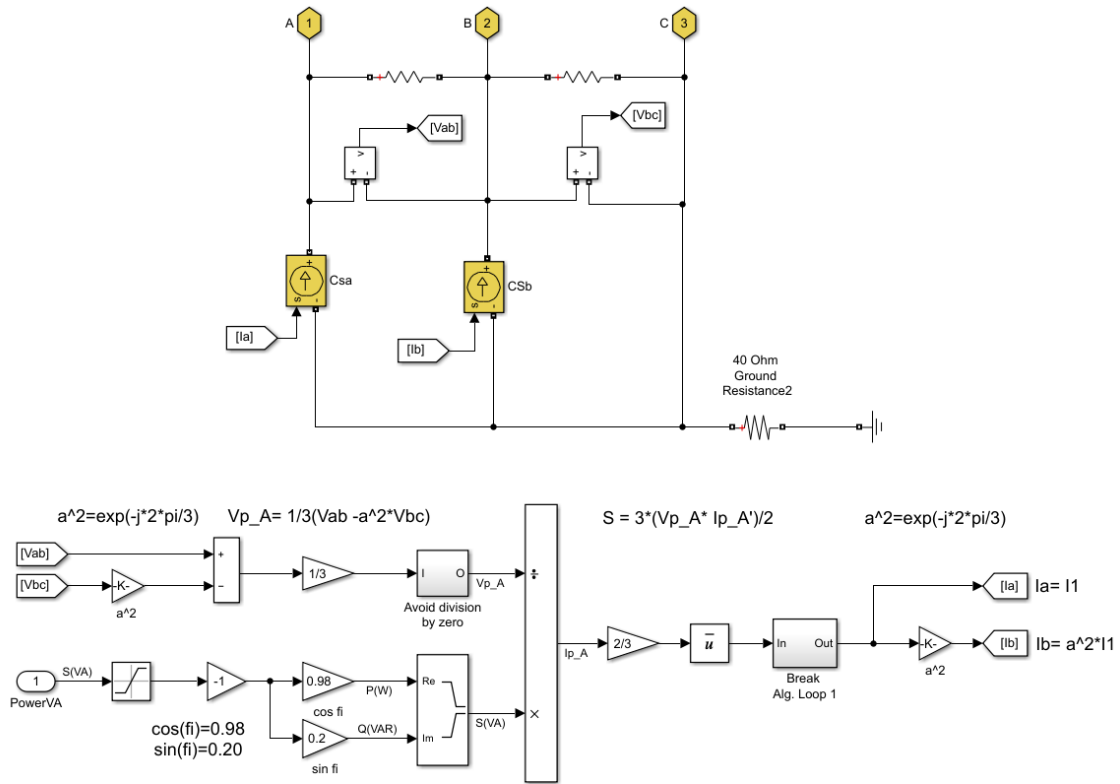 A
1
B
2
C
3
[Vab]
[Vbc]
v
v
+ -
+ -
+
Csa
s
-
+
CSb
s
-
[Ia]
[Ib]
40 Ohm
Ground
Resistance2
a^2=exp(-j*2*pi/3)
Vp_A= 1/3(Vab -a^2*Vbc)
S = 3*(Vp_A* Ip_A')/2
a^2=exp(-j*2*pi/3)
[Vab]
[Vbc]
-K-
a^2
+
−
1/3
I
O
Avoid division
by zero
Vp_A
÷
×
1
PowerVA
S(VA)
-1
0.98
cos fi
P(W)
0.2
sin fi
Q(VAR)
Re
Im
S(VA)
cos(fi)=0.98
sin(fi)=0.20
Ip_A
2/3
u
In
Out
Break
Alg. Loop 1
[Ia]
Ia= I1
-K-
a^2
[Ib]
Ib= a^2*I1